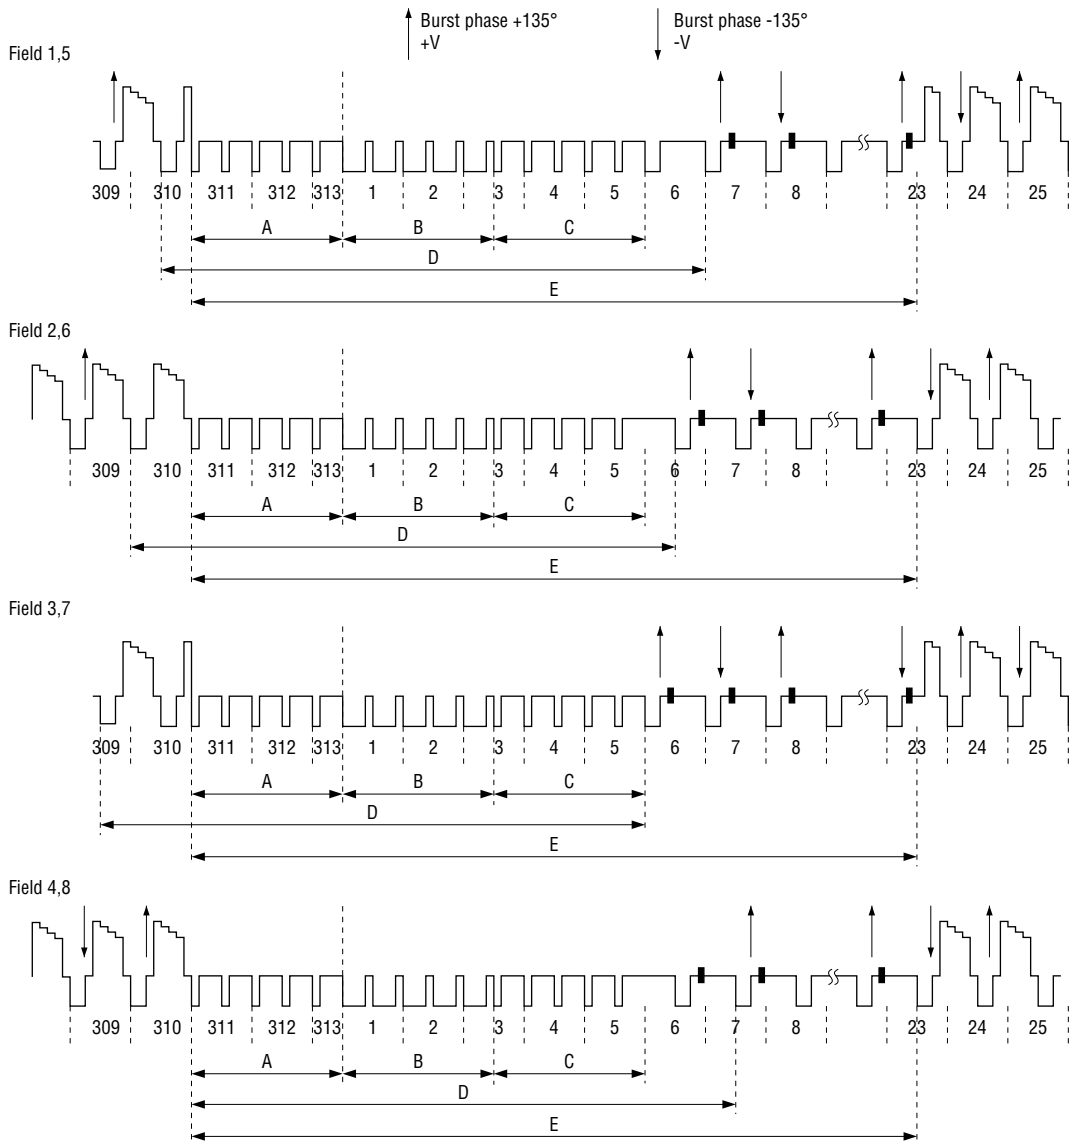 Burst phase +135° Burst phase -135°
+V -V
Field 1,5
309 310 311 312 313 1 2 3 4 5 6 7 8 23 24 25
A B C
D
E
Field 2,6
309 310 311 312 313 1 2 3 4 5 6 7 8 23 24 25
A B C
D
E
Field 3,7
309 310 311 312 313 1 2 3 4 5 6 7 8 23 24 25
A B C
D
E
Field 4,8
309 310 311 312 313 1 2 3 4 5 6 7 8 23 24 25
A B C
D
E